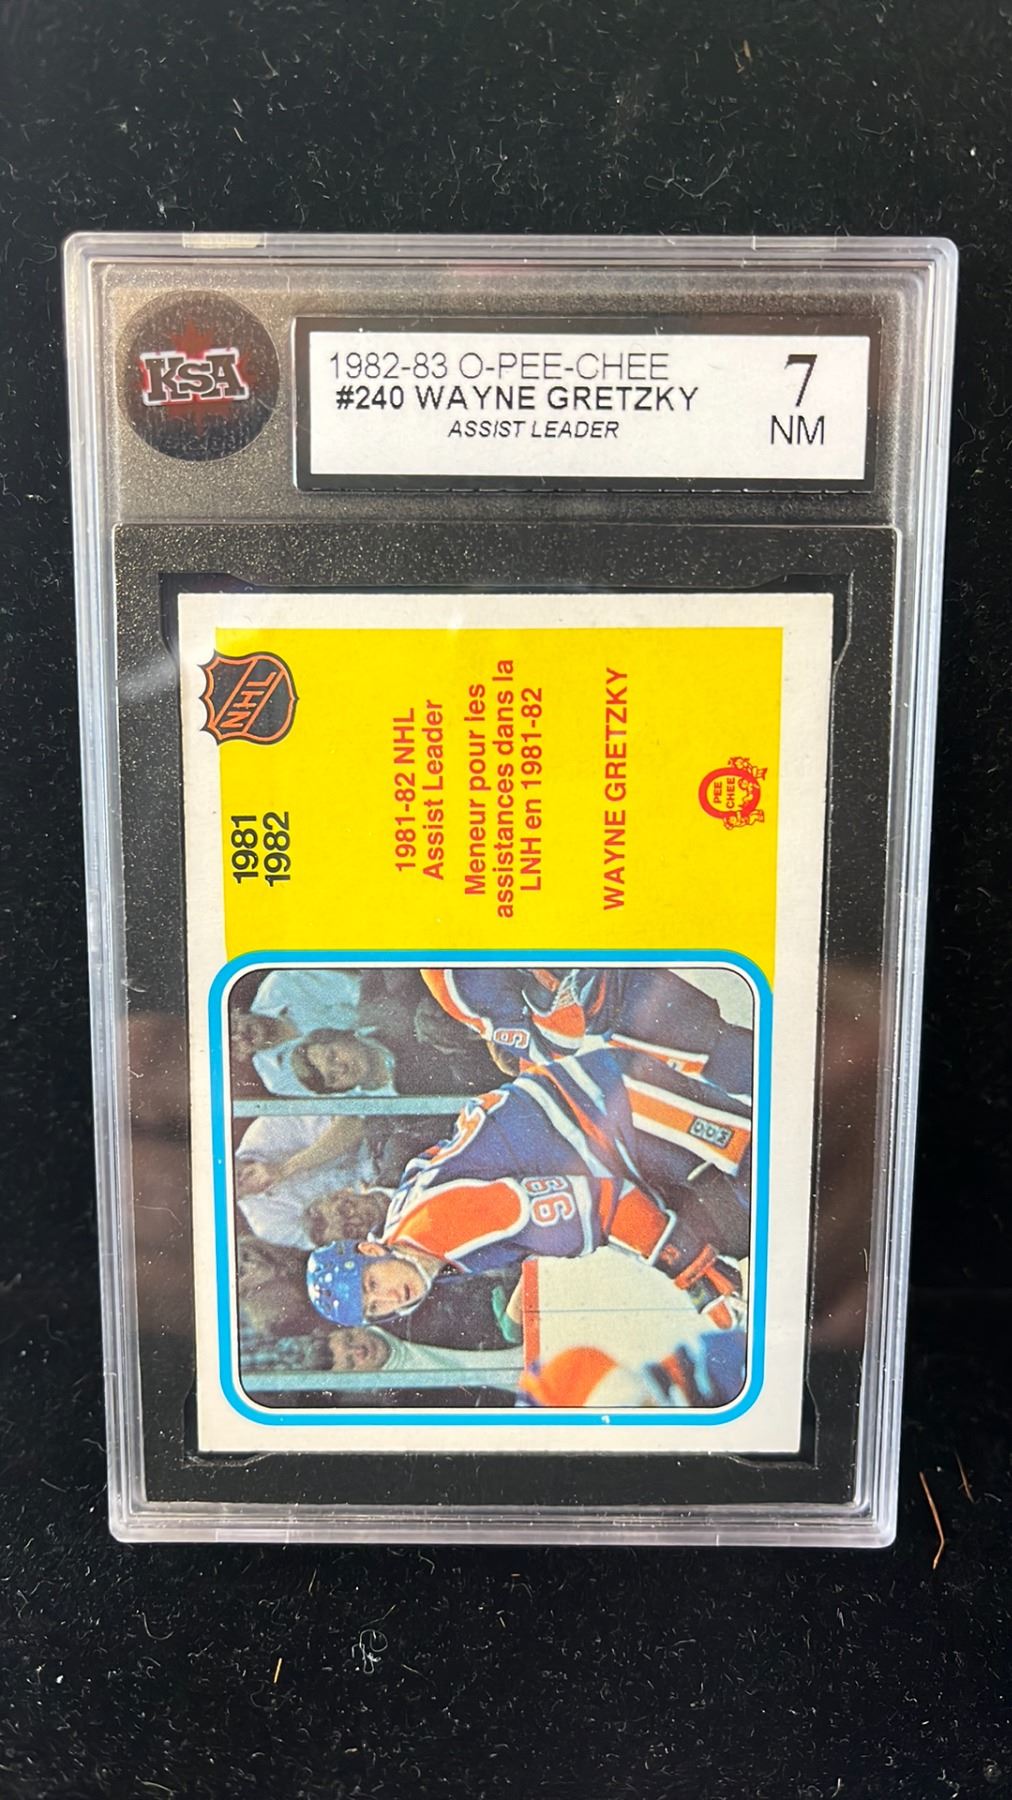 KSA
1982-83 O-PEE-CHEE
#240 WAYNE GRETZKY
ASSIST LEADER
7
NM
NHL
1981
1982
1981-82 NHL
Assist Leader
Meneur pour les
assistances dans la
LNH en 1981-82
WAYNE GRETZKY
O
PEE
CHEE
99
9
CCM